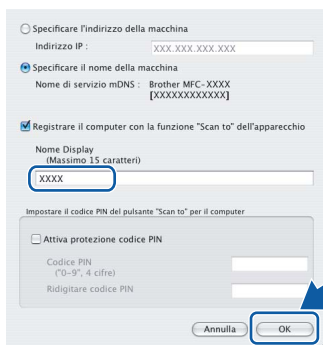 Specificare l'indirizzo della macchina
Indirizzo IP : XXX.XXX.XXX.XXX
Specificare il nome della macchina
Nome di servizio mDNS : Brother MFC-XXXX
[XXXXXXXXXXXX]
Registrare il computer con la funzione "Scan to" dell'apparecchio
Nome Display
(Massimo 15 caratteri)
XXXX
Impostare il codice PIN del pulsante "Scan to" per il computer
Attiva protezione codice PIN
Codice PIN
("0-9", 4 cifre)
Ridigitare codice PIN
Annulla OK